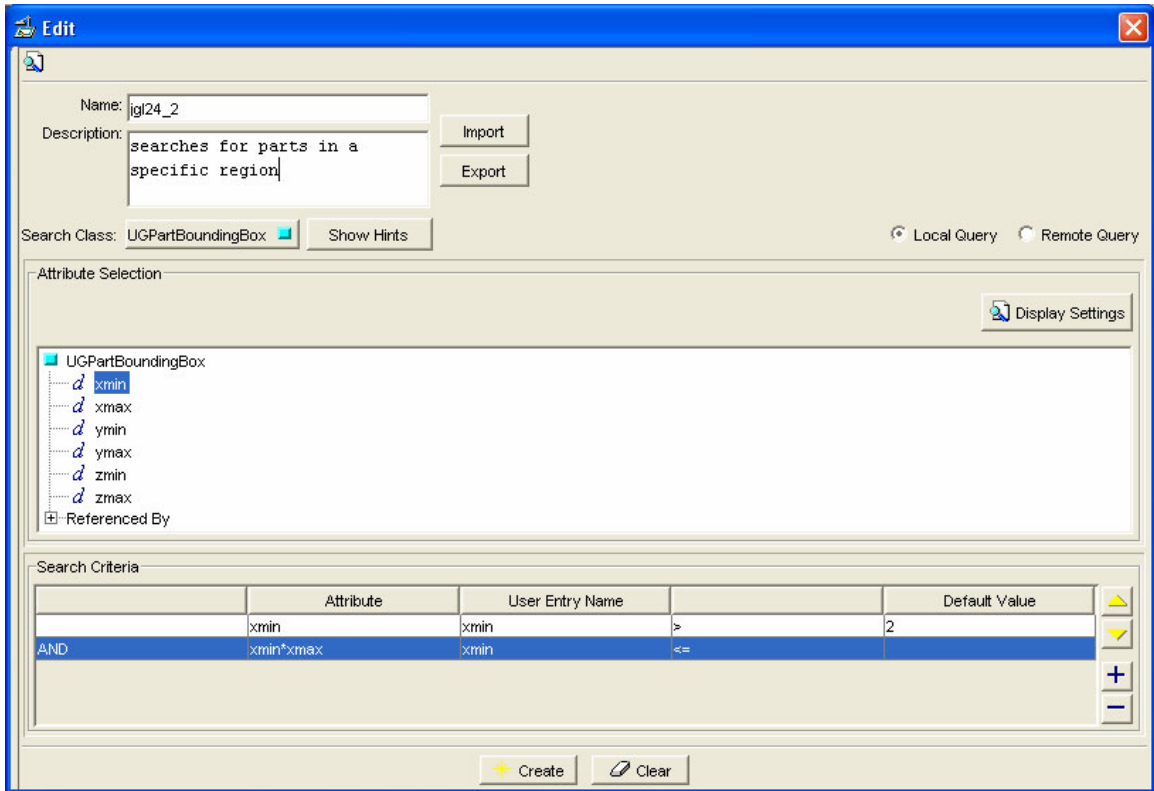 Edit
Name: jgl24_2
Description: searches for parts in a
specific region
Import
Export
Search Class: UGPartBoundingBox Show Hints Local Query Remote Query
Attribute Selection
Display Settings
UGPartBoundingBox
d xmin
d xmax
d ymin
d ymax
d zmin
d zmax
Referenced By
Search Criteria
Attribute User Entry Name Default Value
xmin xmin > 2
AND xmin*xmax xmin <=
Create Clear